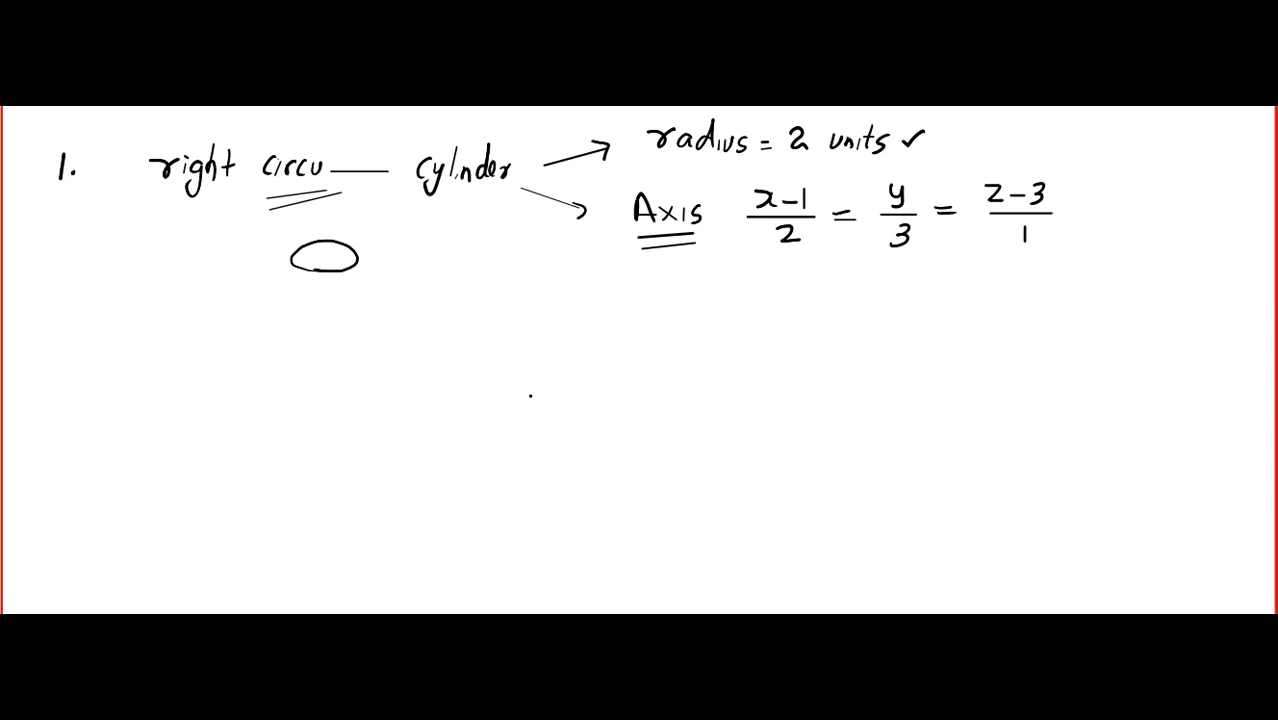 1. right circu — cylinder → radius = 2 units ✓
→ Axis x-1/2 = y/3 = z-3/1